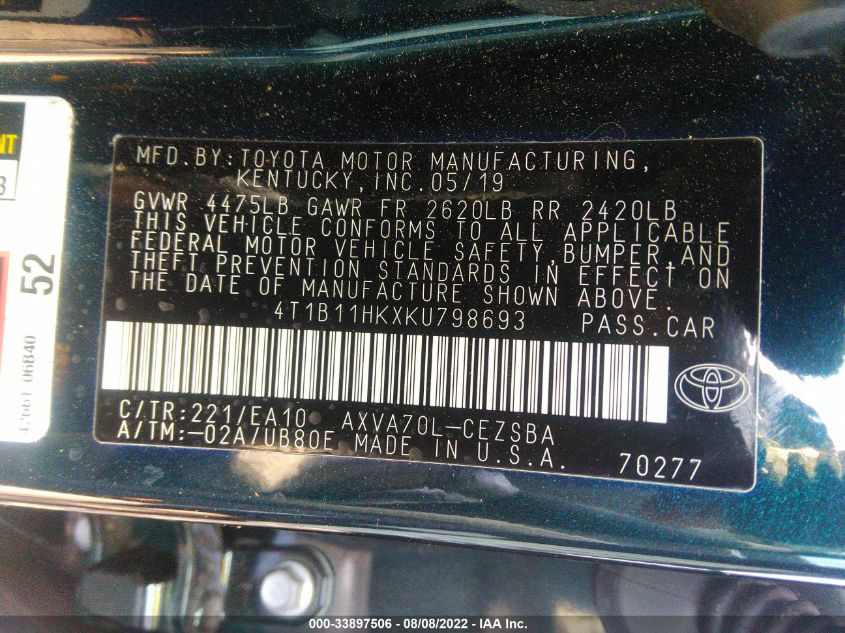 MFD.BY:TOYOTA MOTOR MANUFACTURING,
KENTUCKY,INC.05/19
GVWR 4475LB GAWR FR 2620LB RR 2420LB
THIS VEHICLE CONFORMS TO ALL APPLICABLE
FEDERAL MOTOR VEHICLE SAFETY,BUMPER,AND
THEFT PREVENTION STANDARDS IN EFFECT ON
THE DATE OF MANUFACTURE SHOWN ABOVE.
4T1B11HKXKU798693 PASS.CAR
C/TR:221/EA10 AXVA70L-CEZSBA
A/TM:-02A/UB80E MADE IN U.S.A. 70277
52
06B40
000-33897506 - 08/08/2022 - IAA Inc.